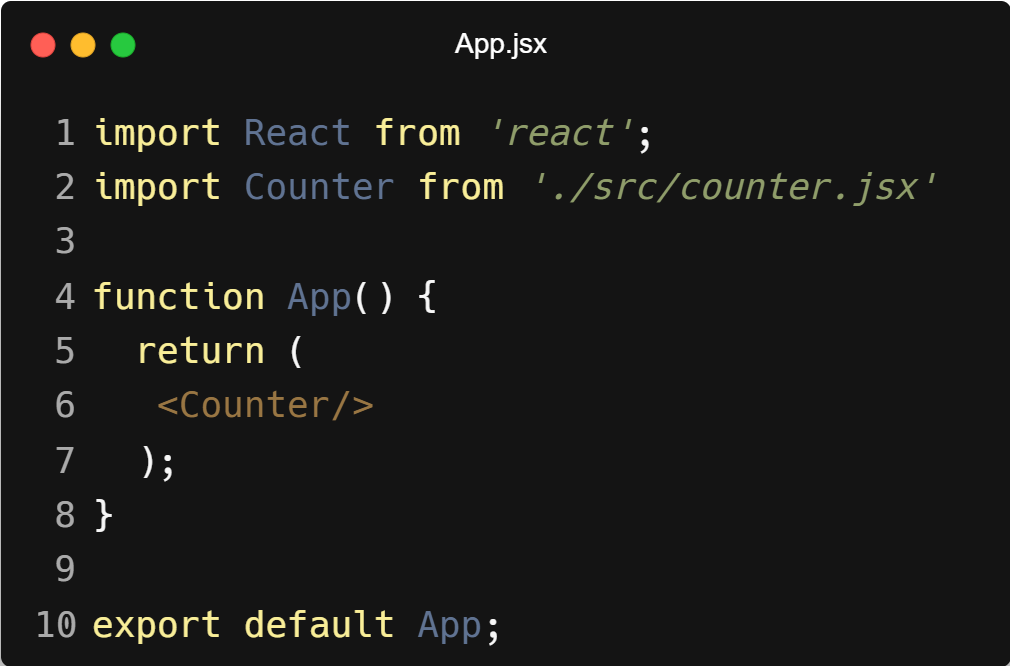 App.jsx
1 import React from 'react';
2 import Counter from './src/counter.jsx'
3
4 function App() {
5   return (
6    <Counter/>
7   );
8 }
9
10 export default App;